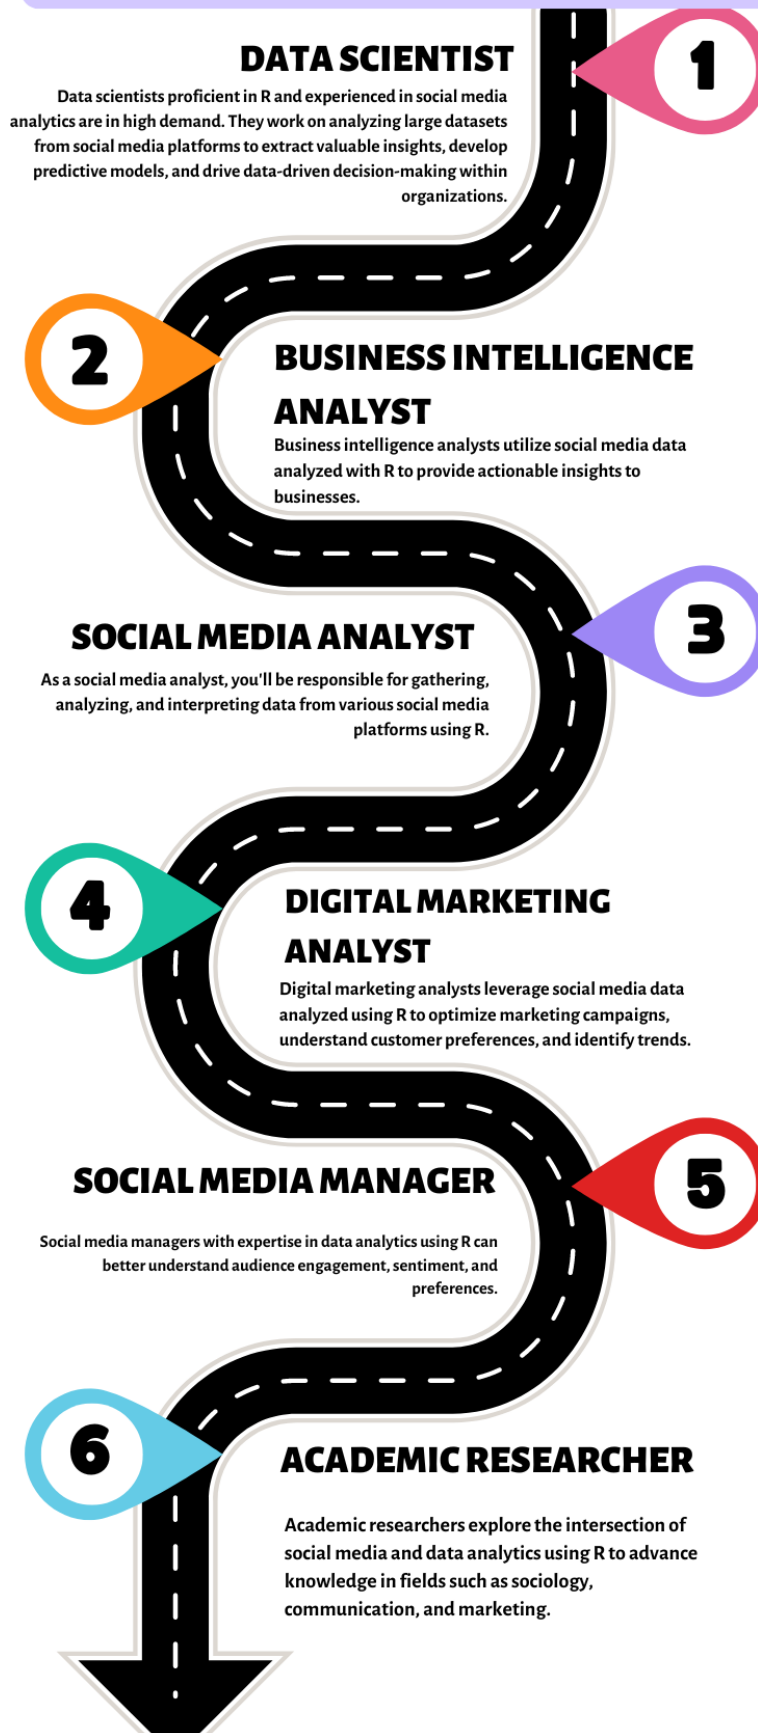 1
DATA SCIENTIST
Data scientists proficient in R and experienced in social media
analytics are in high demand. They work on analyzing large datasets
from social media platforms to extract valuable insights, develop
predictive models, and drive data-driven decision-making within
organizations.
2
BUSINESS INTELLIGENCE
ANALYST
Business intelligence analysts utilize social media data
analyzed with R to provide actionable insights to
businesses.
3
SOCIAL MEDIA ANALYST
As a social media analyst, you'll be responsible for gathering,
analyzing, and interpreting data from various social media
platforms using R.
4
DIGITAL MARKETING
ANALYST
Digital marketing analysts leverage social media data
analyzed using R to optimize marketing campaigns,
understand customer preferences, and identify trends.
5
SOCIAL MEDIA MANAGER
Social media managers with expertise in data analytics using R can
better understand audience engagement, sentiment, and
preferences.
6
ACADEMIC RESEARCHER
Academic researchers explore the intersection of
social media and data analytics using R to advance
knowledge in fields such as sociology,
communication, and marketing.